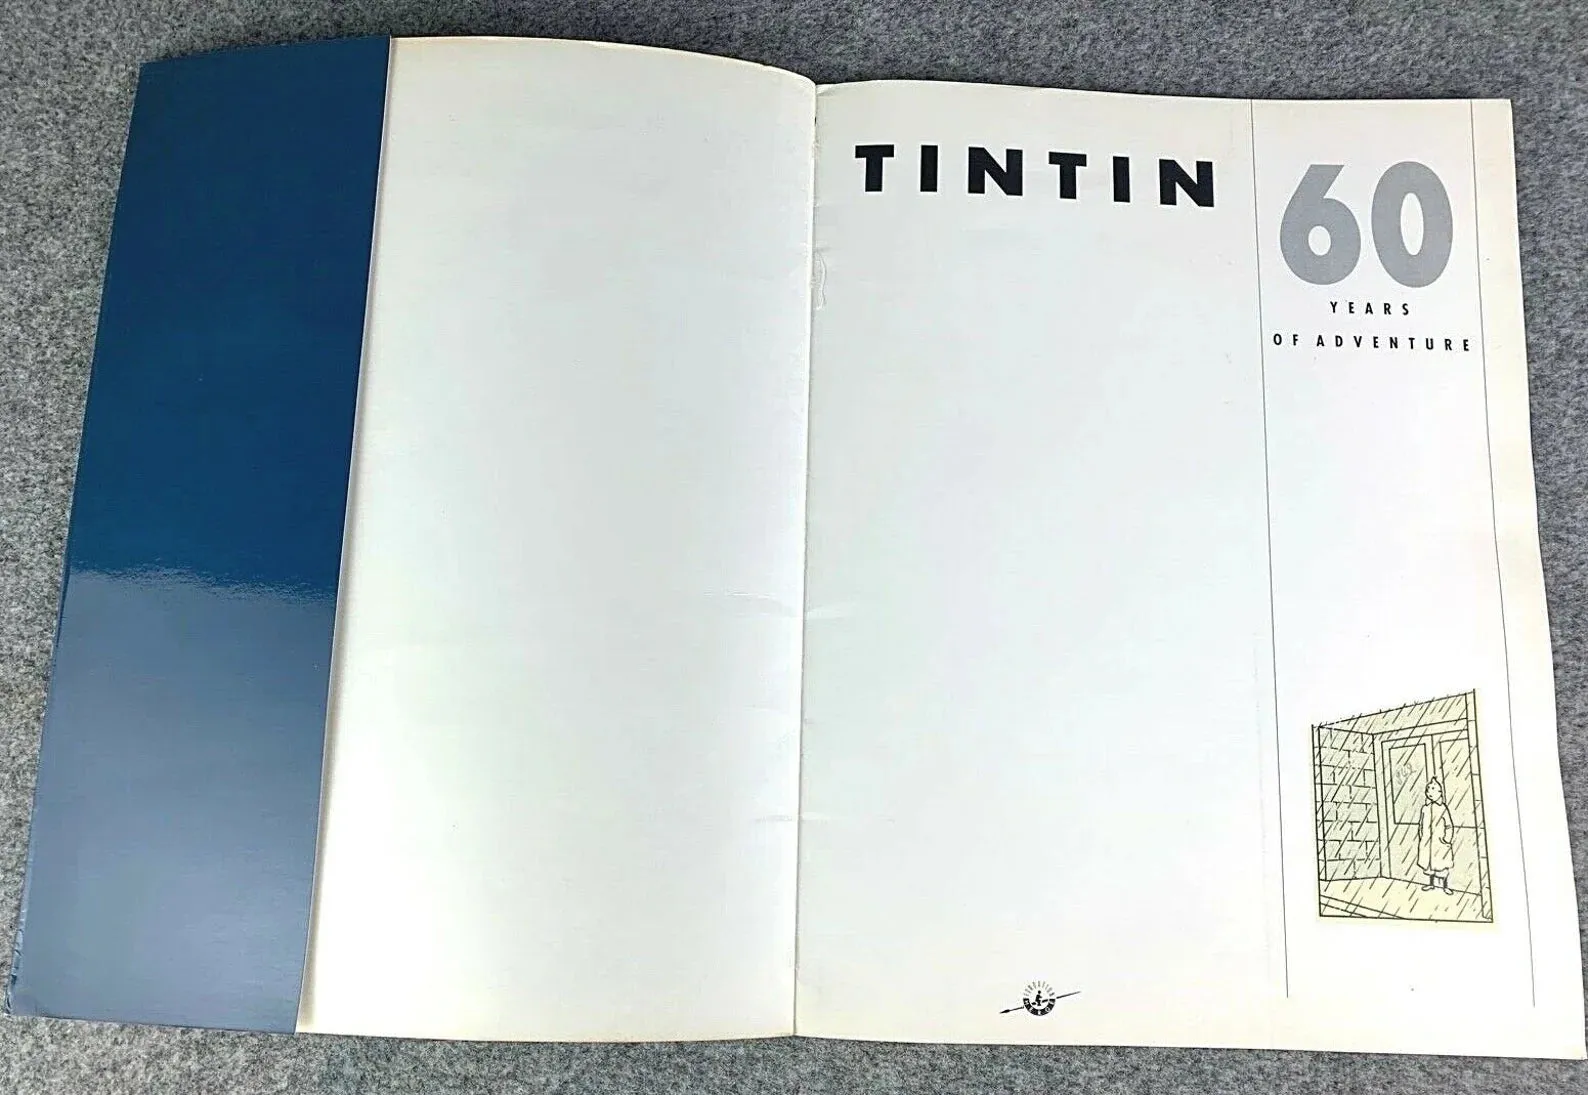 TINTIN
60
YEARS
OF ADVENTURE